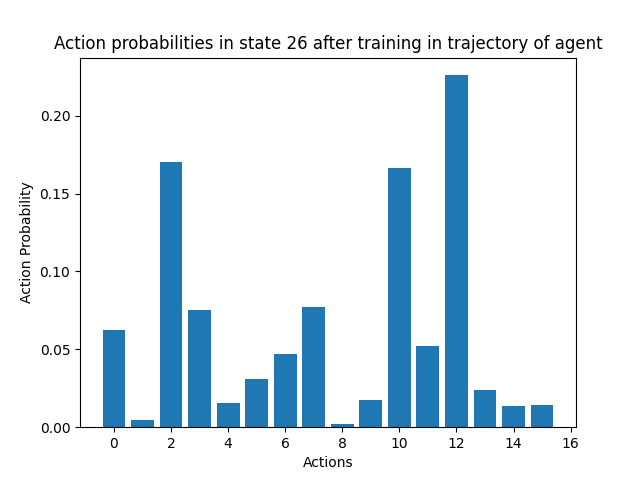 Action probabilities in state 26 after training in trajectory of agent
Action Probability
0.20
0.15
0.10
0.05
0.00
0 2 4 6 8 10 12 14 16
Actions